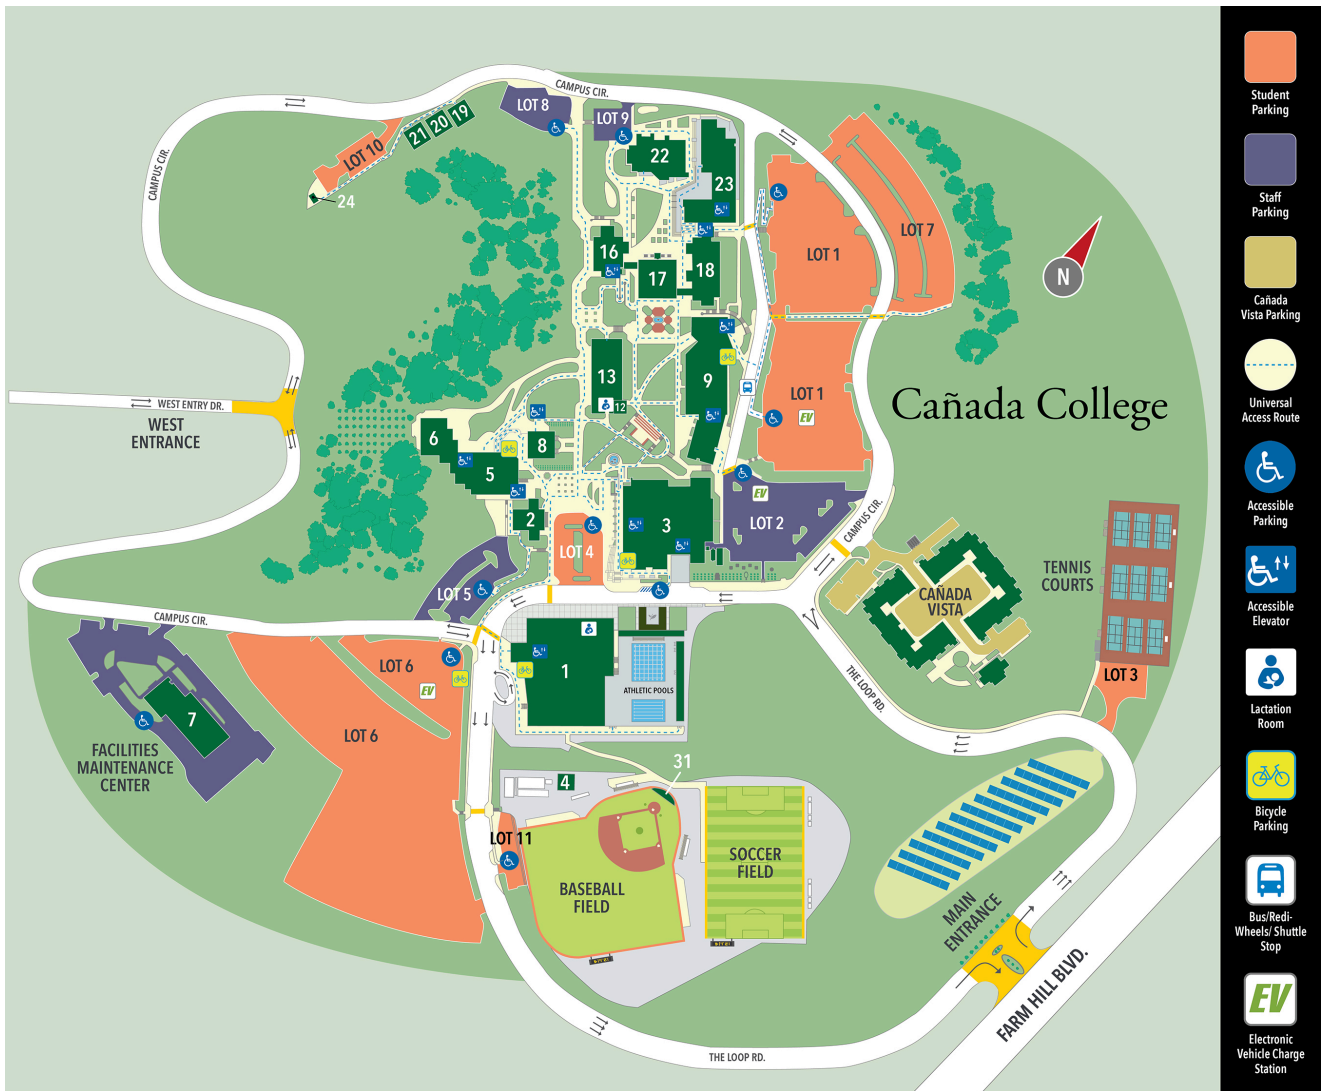 CAMPUS CIR.
LOT 8
LOT 9
19
20
21
LOT 10
22
23
24
CAMPUS CIR.
LOT 7
LOT 1
16
17
18
N
13
12
9
LOT 1
EV
Cañada College
WEST ENTRY DR.
WEST
ENTRANCE
6
8
5
2
3
EV
LOT 2
LOT 4
CAMPUS CIR.
LOT 5
TENNIS
COURTS
CAÑADA
VISTA
CAMPUS CIR.
LOT 6
EV
LOT 6
1
ATHLETIC POOLS
THE LOOP RD.
LOT 3
7
FACILITIES
MAINTENANCE
CENTER
4
31
LOT 11
BASEBALL
FIELD
SOCCER
FIELD
MAIN
ENTRANCE
FARM HILL BLVD.
THE LOOP RD.
Student
Parking
Staff
Parking
Cañada
Vista Parking
Universal
Access Route
Accessible
Parking
Accessible
Elevator
Lactation
Room
Bicycle
Parking
Bus/Redi-
Wheels/ Shuttle
Stop
EV
Electronic
Vehicle Charge
Station